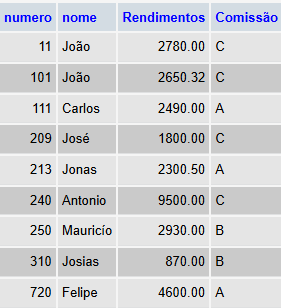 numero nome Rendimentos Comissão
11 João 2780.00 C
101 João 2650.32 C
111 Carlos 2490.00 A
209 José 1800.00 C
213 Jonas 2300.50 A
240 Antonio 9500.00 C
250 Mauricío 2930.00 B
310 Josias 870.00 B
720 Felipe 4600.00 A